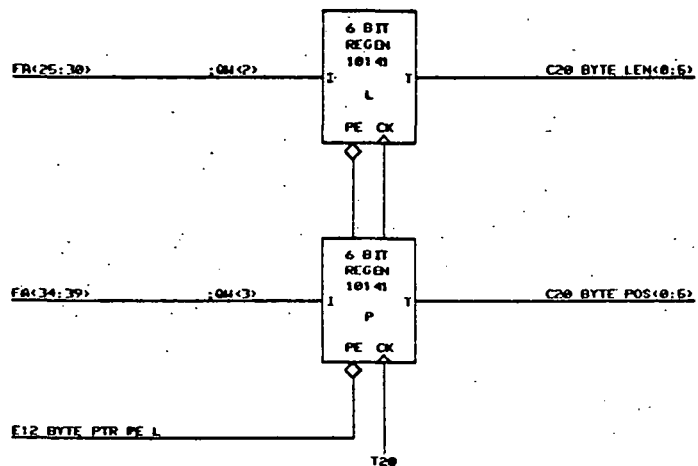 6 BIT
REGEN
10141
FA<25:30> ;QW<2> I T C20 BYTE LEN<0:5>
L
PE CK
6 BIT
REGEN
10141
FA<34:39> ;QW<3> I T C20 BYTE POS<0:5>
P
PE CK
E12 BYTE PTR PE L
T20